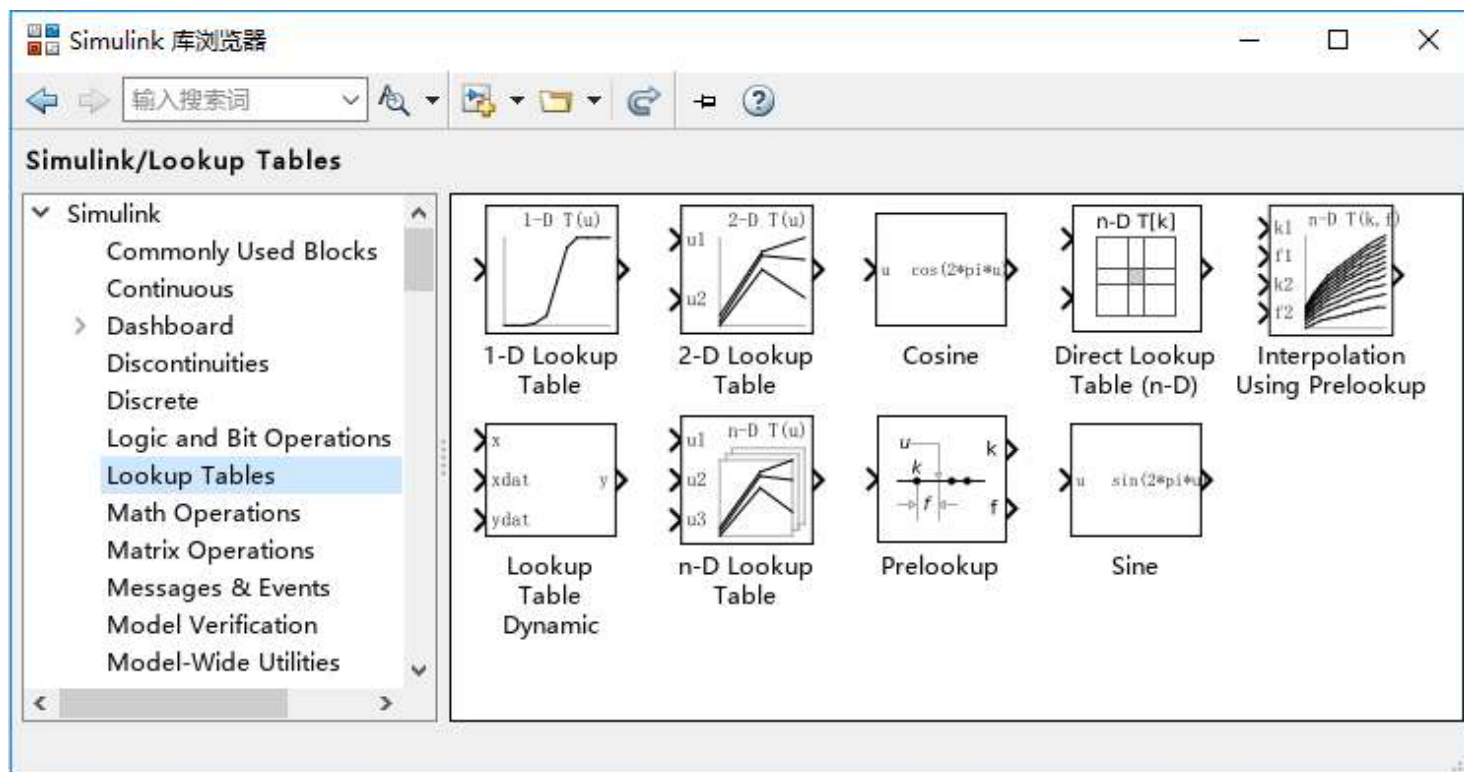 Simulink 库浏览器
输入搜索词
Simulink/Lookup Tables
Simulink
Commonly Used Blocks
Continuous
Dashboard
Discontinuities
Discrete
Logic and Bit Operations
Lookup Tables
Math Operations
Matrix Operations
Messages & Events
Model Verification
Model-Wide Utilities
1-D T(u)
1-D Lookup
Table
2-D T(u)
u1
u2
2-D Lookup
Table
u cos(2*pi*u)
Cosine
n-D T[k]
Direct Lookup
Table (n-D)
n-D T(k,f)
k1
f1
k2
f2
Interpolation
Using Prelookup
x
xdat y
ydat
Lookup
Table
Dynamic
n-D T(u)
u1
u2
u3
n-D Lookup
Table
u
k
k
f
f
Prelookup
u sin(2*pi*u
Sine